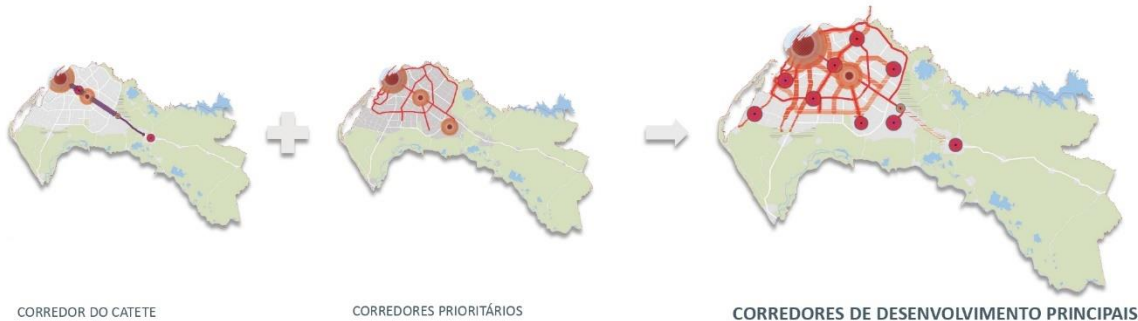 CORREDOR DO CATETE
CORREDORES PRIORITÁRIOS
CORREDORES DE DESENVOLVIMENTO PRINCIPAIS